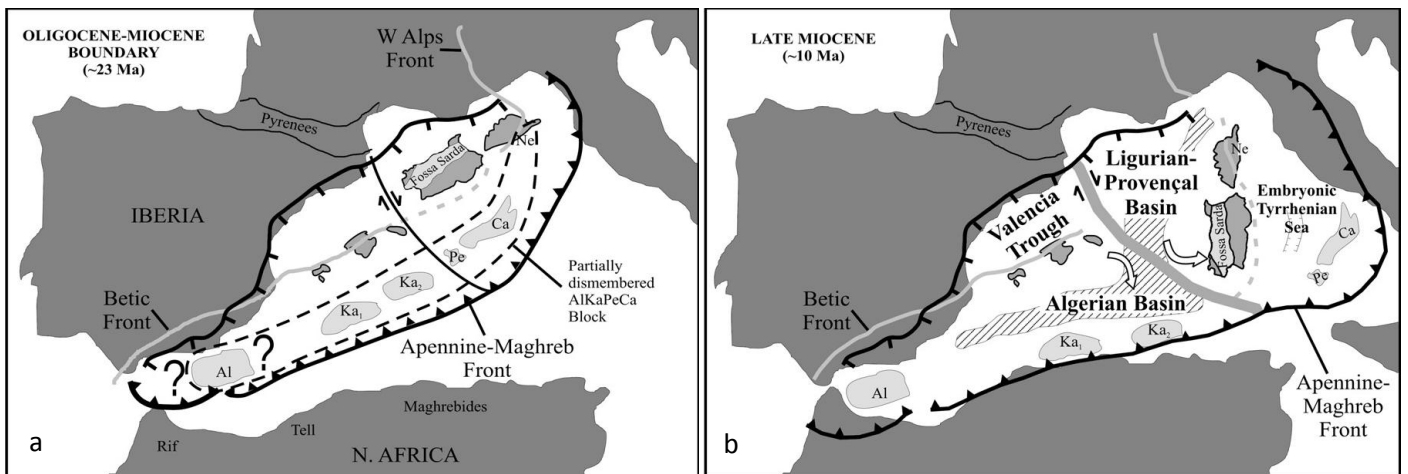 OLIGOCENE-MIOCENE
BOUNDARY
(~23 Ma)
W Alps
Front
Pyrenees
Ne
Fossa Sarda
IBERIA
Ca
Pe
Partially
dismembered
AlKaPeCa
Block
Ka₂
Ka₁
Betic
Front
?
?
Al
Apennine-Maghreb
Front
Maghrebides
Rif
Tell
N. AFRICA
a
LATE MIOCENE
(~10 Ma)
Pyrenees
Ne
Ligurian-
Provençal
Basin
Valencia
Trough
Embryonic
Tyrrhenian
Sea
Fossa Sarda
Ca
Pe
Betic
Front
Algerian Basin
Ka₁
Ka₂
Al
Apennine-
Maghreb
Front
b